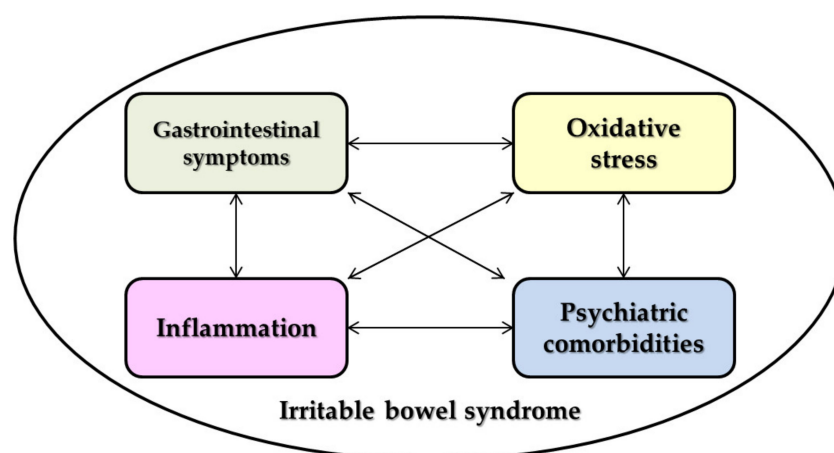 Gastrointestinal
symptoms
Oxidative
stress
Inflammation
Psychiatric
comorbidities
Irritable bowel syndrome